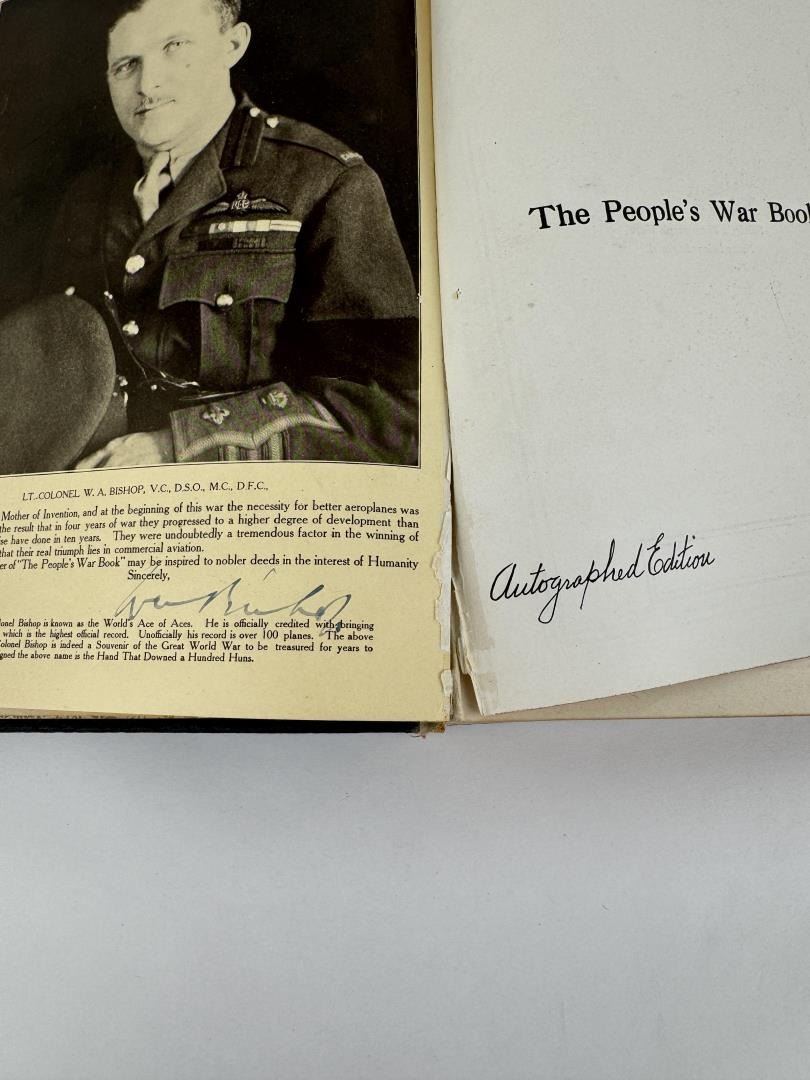 LT.-COLONEL W. A. BISHOP, V.C., D.S.O., M.C., D.F.C.,
Mother of Invention, and at the beginning of this war the necessity for better aeroplanes was
the result that in four years of war they progressed to a higher degree of development than
ise have done in ten years. They were undoubtedly a tremendous factor in the winning of
that their real triumph lies in commercial aviation.
er of "The People's War Book" may be inspired to nobler deeds in the interest of Humanity
Sincerely,
W A Bishop
onel Bishop is known as the World's Ace of Aces. He is officially credited with bringing
which is the highest official record. Unofficially his record is over 100 planes. The above
Colonel Bishop is indeed a Souvenir of the Great World War to be treasured for years to
igned the above name is the Hand That Downed a Hundred Huns.
The People's War Book
Autographed Edition